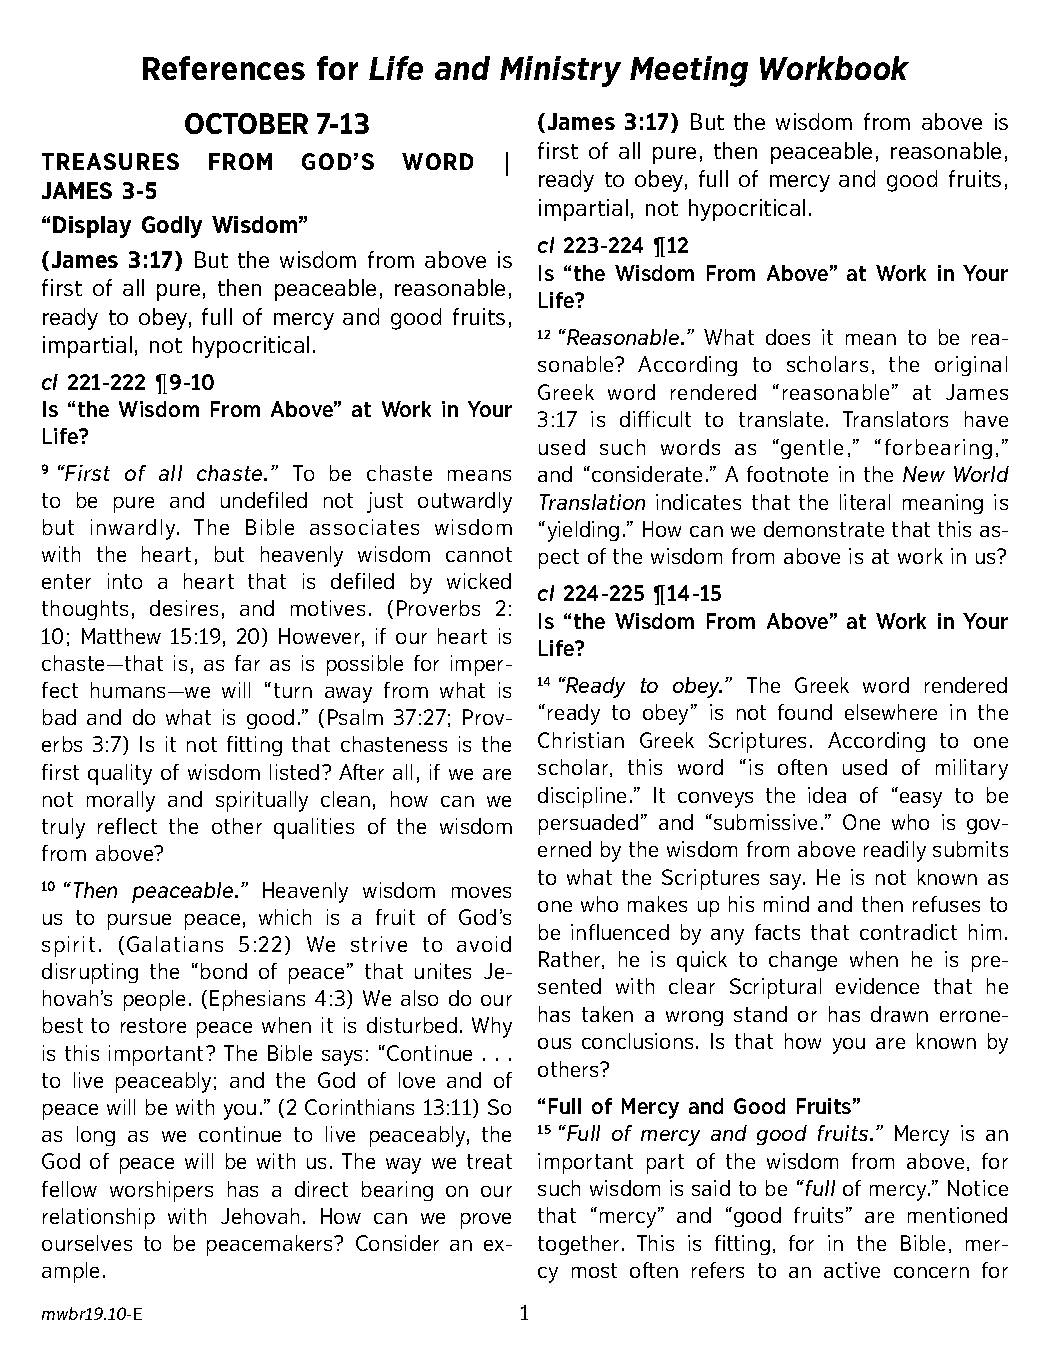 References for Life and Ministry Meeting Workbook
OCTOBER 7-13
TREASURES FROM GOD’S WORD |
JAMES 3-5
“Display Godly Wisdom”
(James 3:17) But the wisdom from above is
first of all pure, then peaceable, reasonable,
ready to obey, full of mercy and good fruits,
impartial, not hypocritical.
cl 221-222 ¶9-10
Is “the Wisdom From Above” at Work in Your
Life?
9 “First of all chaste.” To be chaste means
to be pure and undefiled not just outwardly
but inwardly. The Bible associates wisdom
with the heart, but heavenly wisdom cannot
enter into a heart that is defiled by wicked
thoughts, desires, and motives. (Proverbs 2:
10; Matthew 15:19, 20) However, if our heart is
chaste—that is, as far as is possible for imper-
fect humans—we will “turn away from what is
bad and do what is good.” (Psalm 37:27; Prov-
erbs 3:7) Is it not fitting that chasteness is the
first quality of wisdom listed? After all, if we are
not morally and spiritually clean, how can we
truly reflect the other qualities of the wisdom
from above?
10 “Then peaceable.” Heavenly wisdom moves
us to pursue peace, which is a fruit of God’s
spirit. (Galatians 5:22) We strive to avoid
disrupting the “bond of peace” that unites Je-
hovah’s people. (Ephesians 4:3) We also do our
best to restore peace when it is disturbed. Why
is this important? The Bible says: “Continue . . .
to live peaceably; and the God of love and of
peace will be with you.” (2 Corinthians 13:11) So
as long as we continue to live peaceably, the
God of peace will be with us. The way we treat
fellow worshipers has a direct bearing on our
relationship with Jehovah. How can we prove
ourselves to be peacemakers? Consider an ex-
ample.
(James 3:17) But the wisdom from above is
first of all pure, then peaceable, reasonable,
ready to obey, full of mercy and good fruits,
impartial, not hypocritical.
cl 223-224 ¶12
Is “the Wisdom From Above” at Work in Your
Life?
12 “Reasonable.” What does it mean to be rea-
sonable? According to scholars, the original
Greek word rendered “reasonable” at James
3:17 is difficult to translate. Translators have
used such words as “gentle,” “forbearing,”
and “considerate.” A footnote in the New World
Translation indicates that the literal meaning is
“yielding.” How can we demonstrate that this as-
pect of the wisdom from above is at work in us?
cl 224-225 ¶14-15
Is “the Wisdom From Above” at Work in Your
Life?
14 “Ready to obey.” The Greek word rendered
“ready to obey” is not found elsewhere in the
Christian Greek Scriptures. According to one
scholar, this word “is often used of military
discipline.” It conveys the idea of “easy to be
persuaded” and “submissive.” One who is gov-
erned by the wisdom from above readily submits
to what the Scriptures say. He is not known as
one who makes up his mind and then refuses to
be influenced by any facts that contradict him.
Rather, he is quick to change when he is pre-
sented with clear Scriptural evidence that he
has taken a wrong stand or has drawn errone-
ous conclusions. Is that how you are known by
others?
“Full of Mercy and Good Fruits”
15 “Full of mercy and good fruits.” Mercy is an
important part of the wisdom from above, for
such wisdom is said to be “full of mercy.” Notice
that “mercy” and “good fruits” are mentioned
together. This is fitting, for in the Bible, mer-
cy most often refers to an active concern for
mwbr19.10-E
1